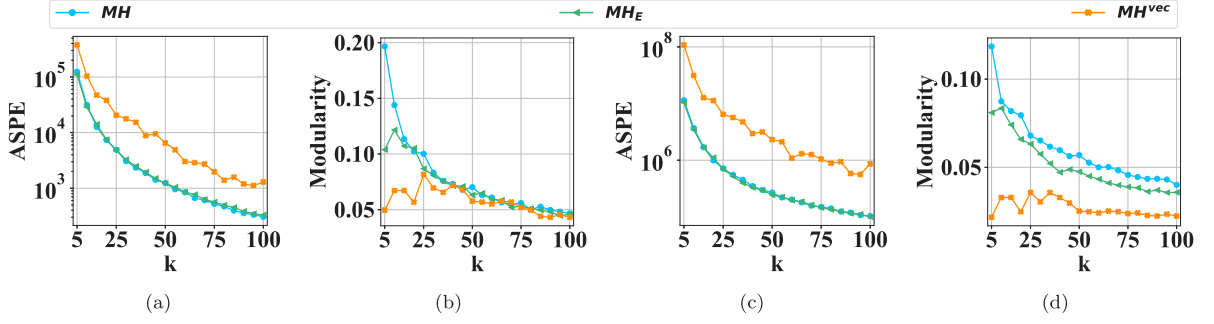 MH MH_E MH^vec
ASPE
10^5
10^4
10^3
5 25 50 75 100
k
(a)
Modularity
0.20
0.15
0.10
0.05
5 25 50 75 100
k
(b)
ASPE
10^8
10^6
5 25 50 75 100
k
(c)
Modularity
0.10
0.05
5 25 50 75 100
k
(d)